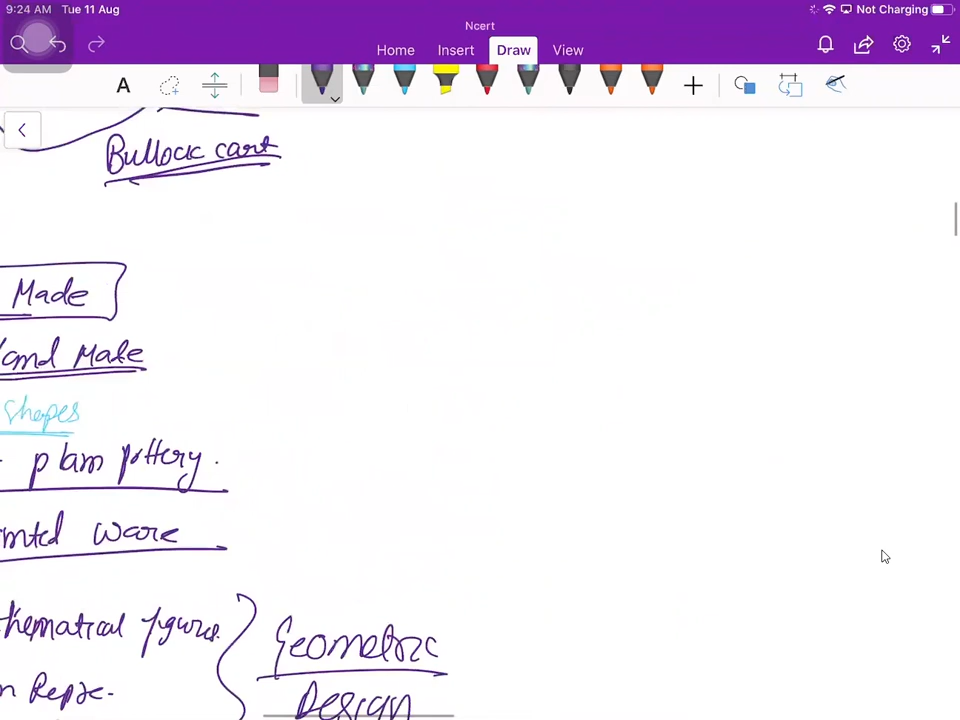 9:24 AM Tue 11 Aug
Not Charging
Ncert
Home Insert Draw View
A
Bullock cart
Made
Hand Made
Shapes
- plain pottery.
ware
figures.
Geometric
Design